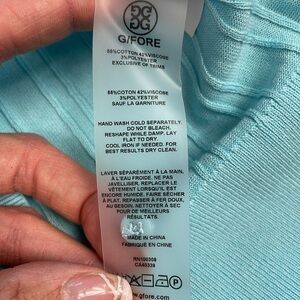 G/FORE
55%COTTON 42%VISCOSE
3%POLYESTER
EXCLUSIVE OF TRIMS
55%COTTON 42%VISCOSE
3%POLYESTER
SAUF LA GARNITURE
HAND WASH COLD SEPARATELY.
DO NOT BLEACH.
RESHAPE WHILE DAMP. LAY
FLAT TO DRY.
COOL IRON IF NEEDED. FOR
BEST RESULTS DRY CLEAN.
LAVER SÉPARÉMENT À LA MAIN
À L'EAU FROIDE. NE PAS
JAVELLISER. REPLACER LE
VÊTEMENT LORSQU'IL EST
ENCORE HUMIDE. FAIRE SÉCHER
À PLAT. REPASSER À FER DOUX,
AU BESOIN. NETTOYER À SEC
POUR DE MEILLEURS
RÉSULTATS.
MADE IN CHINA
FABRIQUÉ EN CHINE
RN100308
CA40339
.gfore.com